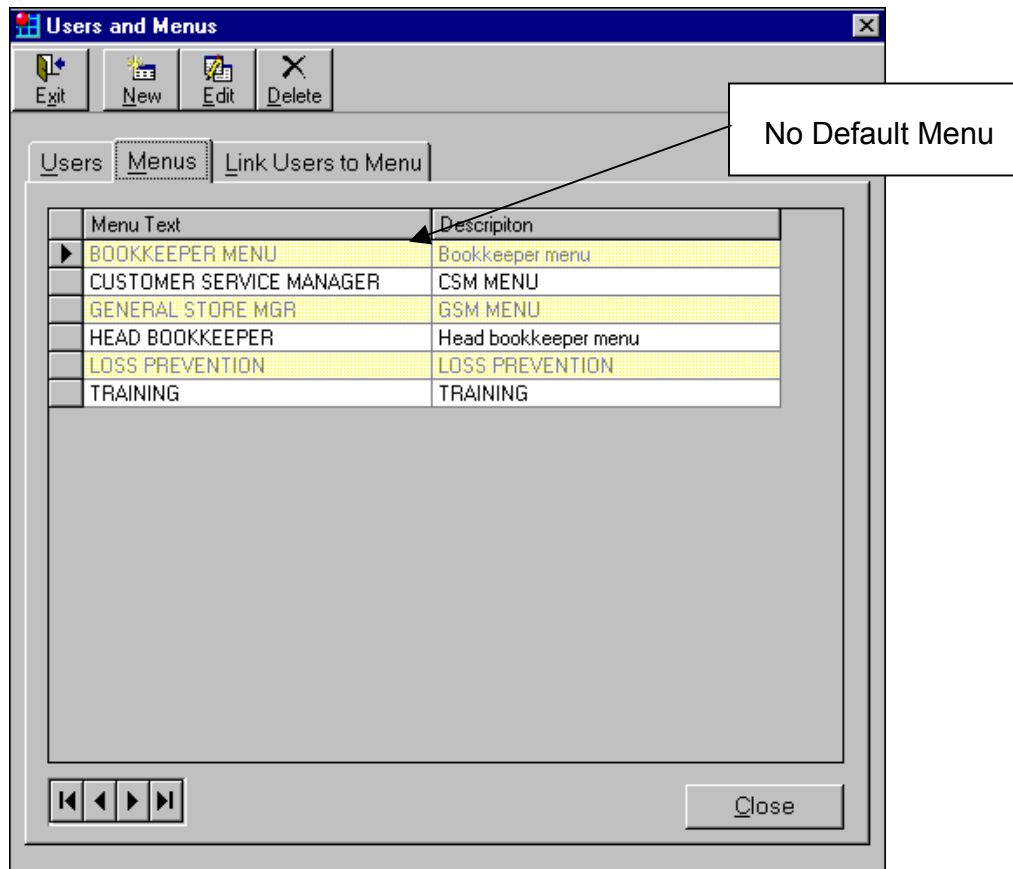 Users and Menus
Exit New Edit Delete
No Default Menu
Users Menus Link Users to Menu
Menu Text Descripiton
BOOKKEEPER MENU Bookkeeper menu
CUSTOMER SERVICE MANAGER CSM MENU
GENERAL STORE MGR GSM MENU
HEAD BOOKKEEPER Head bookkeeper menu
LOSS PREVENTION LOSS PREVENTION
TRAINING TRAINING
Close